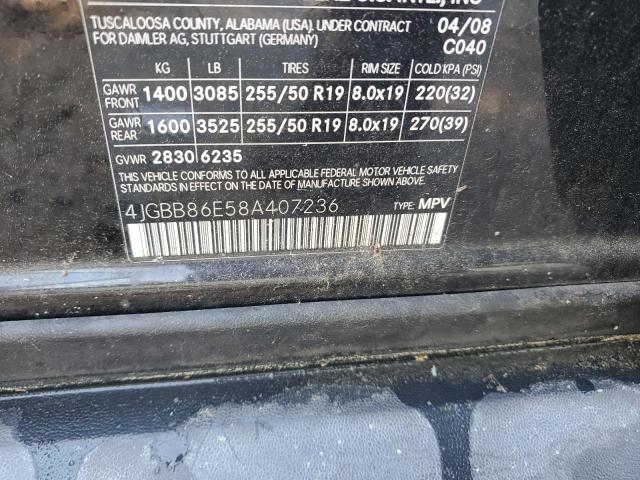 TUSCALOOSA COUNTY, ALABAMA (USA). UNDER CONTRACT 04/08
FOR DAIMLER AG, STUTTGART (GERMANY) C040
KG LB TIRES RIM SIZE COLD KPA (PSI)
GAWR FRONT 1400 3085 255/50 R19 8.0x19 220(32)
GAWR REAR 1600 3525 255/50 R19 8.0x19 270(39)
GVWR 2830 6235
THIS VEHICLE CONFORMS TO ALL APPLICABLE FEDERAL MOTOR VEHICLE SAFETY
STANDARDS IN EFFECT ON THE DATE OF MANUFACTURE SHOWN ABOVE.
4JGBB86E58A407236 TYPE: MPV